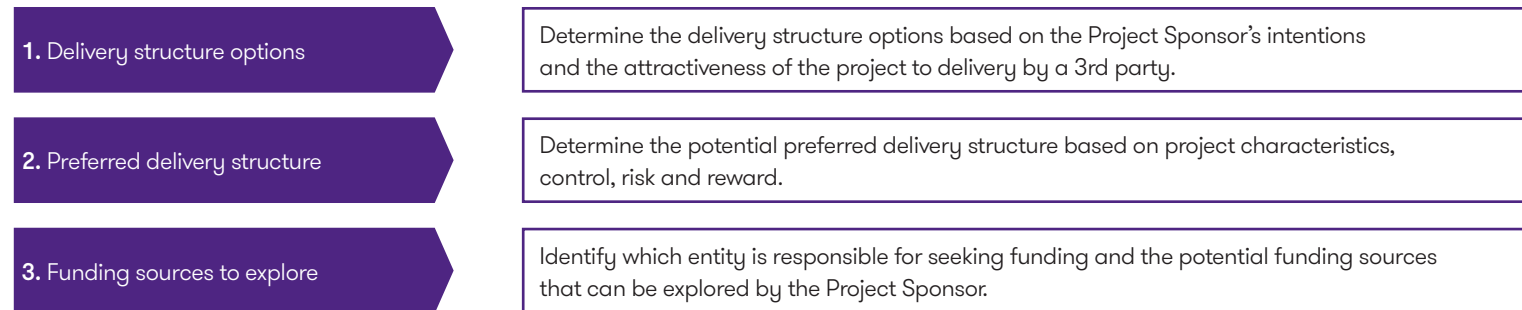 1. Delivery structure options
Determine the delivery structure options based on the Project Sponsor's intentions
and the attractiveness of the project to delivery by a 3rd party.
2. Preferred delivery structure
Determine the potential preferred delivery structure based on project characteristics,
control, risk and reward.
3. Funding sources to explore
Identify which entity is responsible for seeking funding and the potential funding sources
that can be explored by the Project Sponsor.